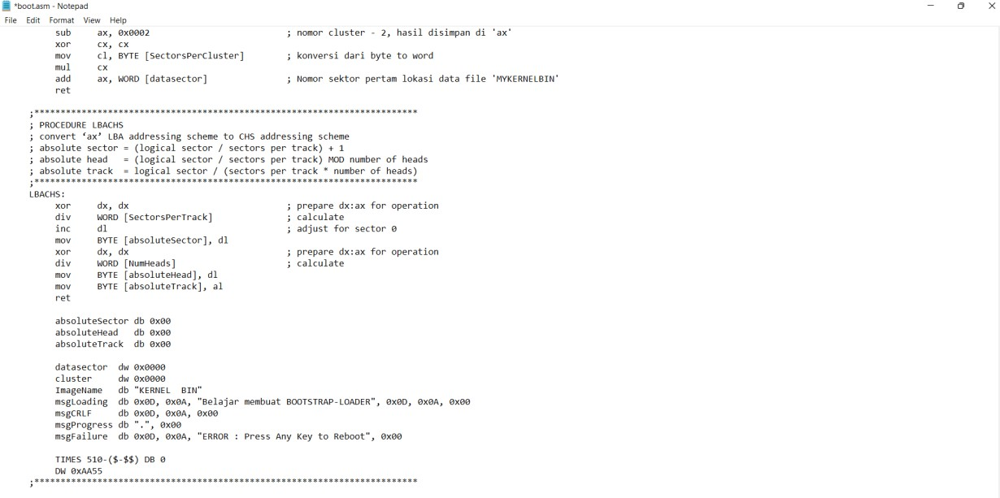 *boot.asm - Notepad
File Edit Format View Help
sub ax, 0x0002 ; nomor cluster - 2, hasil disimpan di 'ax'
xor cx, cx
mov cl, BYTE [SectorsPerCluster] ; konversi dari byte to word
mul cx
add ax, WORD [datasector] ; Nomor sektor pertam lokasi data file 'MYKERNELBIN'
ret
;*************************************************************************
; PROCEDURE LBACHS
; convert ‘ax’ LBA addressing scheme to CHS addressing scheme
; absolute sector = (logical sector / sectors per track) + 1
; absolute head = (logical sector / sectors per track) MOD number of heads
; absolute track = logical sector / (sectors per track * number of heads)
;*************************************************************************
LBACHS:
xor dx, dx ; prepare dx:ax for operation
div WORD [SectorsPerTrack] ; calculate
inc dl ; adjust for sector 0
mov BYTE [absoluteSector], dl
xor dx, dx ; prepare dx:ax for operation
div WORD [NumHeads] ; calculate
mov BYTE [absoluteHead], dl
mov BYTE [absoluteTrack], al
ret
absoluteSector db 0x00
absoluteHead db 0x00
absoluteTrack db 0x00
datasector dw 0x0000
cluster dw 0x0000
ImageName db "KERNEL  BIN"
msgLoading db 0x0D, 0x0A, "Belajar membuat BOOTSTRAP-LOADER", 0x0D, 0x0A, 0x00
msgCRLF db 0x0D, 0x0A, 0x00
msgProgress db ".", 0x00
msgFailure db 0x0D, 0x0A, "ERROR : Press Any Key to Reboot", 0x00
TIMES 510-($-$$) DB 0
DW 0xAA55
;*************************************************************************